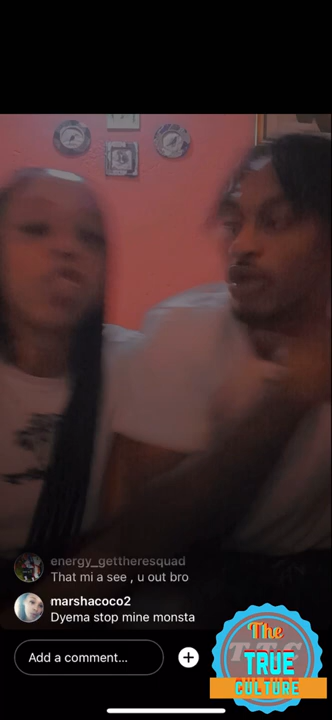 energy_gettheresquad
That mi a see , u out bro
marshacoco2
Dyema stop mine monsta
Add a comment...
The
TRUE
CULTURE